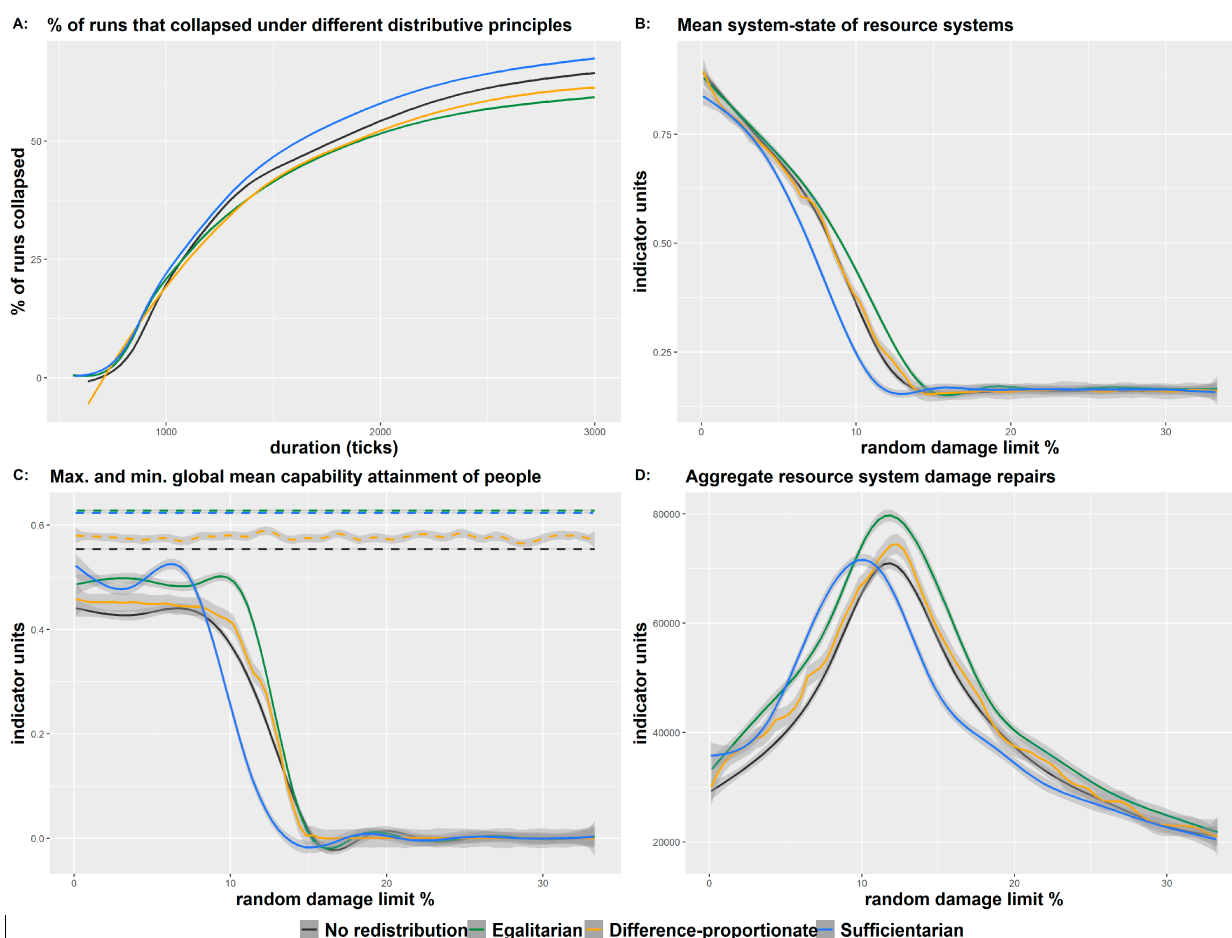 A: % of runs that collapsed under different distributive principles
% of runs collapsed
50
25
0
1000 2000 3000
duration (ticks)
B: Mean system-state of resource systems
indicator units
0.75
0.50
0.25
0 10 20 30
random damage limit %
C: Max. and min. global mean capability attainment of people
indicator units
0.6
0.4
0.2
0.0
0 10 20 30
random damage limit %
D: Aggregate resource system damage repairs
indicator units
80000
60000
40000
20000
0 10 20 30
random damage limit %
No redistribution Egalitarian Difference-proportionate Sufficientarian